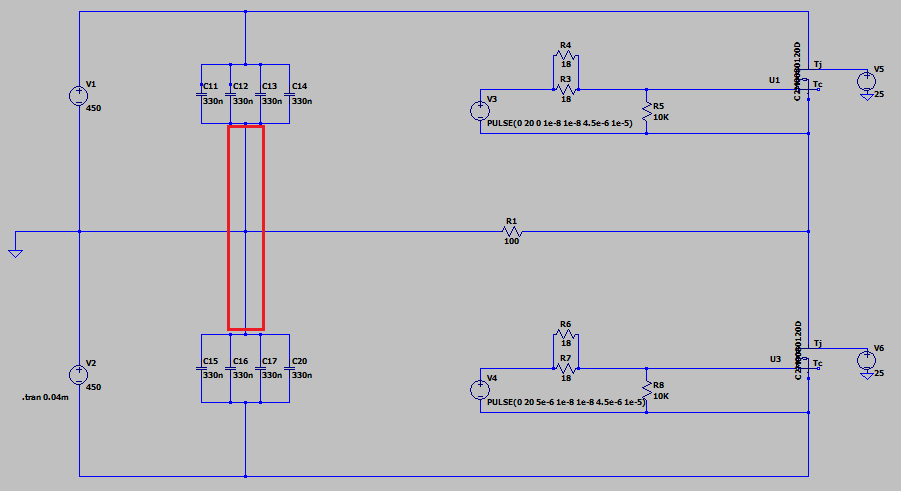 V1
450
C11
330n
C12
330n
C13
330n
C14
330n
R4
18
R3
18
V3
PULSE(0 20 0 1e-8 1e-8 4.5e-6 1e-5)
R5
10K
U1
Tj
Tc
V5
25
R1
100
V2
450
.tran 0.04m
C15
330n
C16
330n
C17
330n
C20
330n
R6
18
R7
18
V4
PULSE(0 20 5e-6 1e-8 1e-8 4.5e-6 1e-5)
R8
10K
U3
Tj
Tc
V6
25